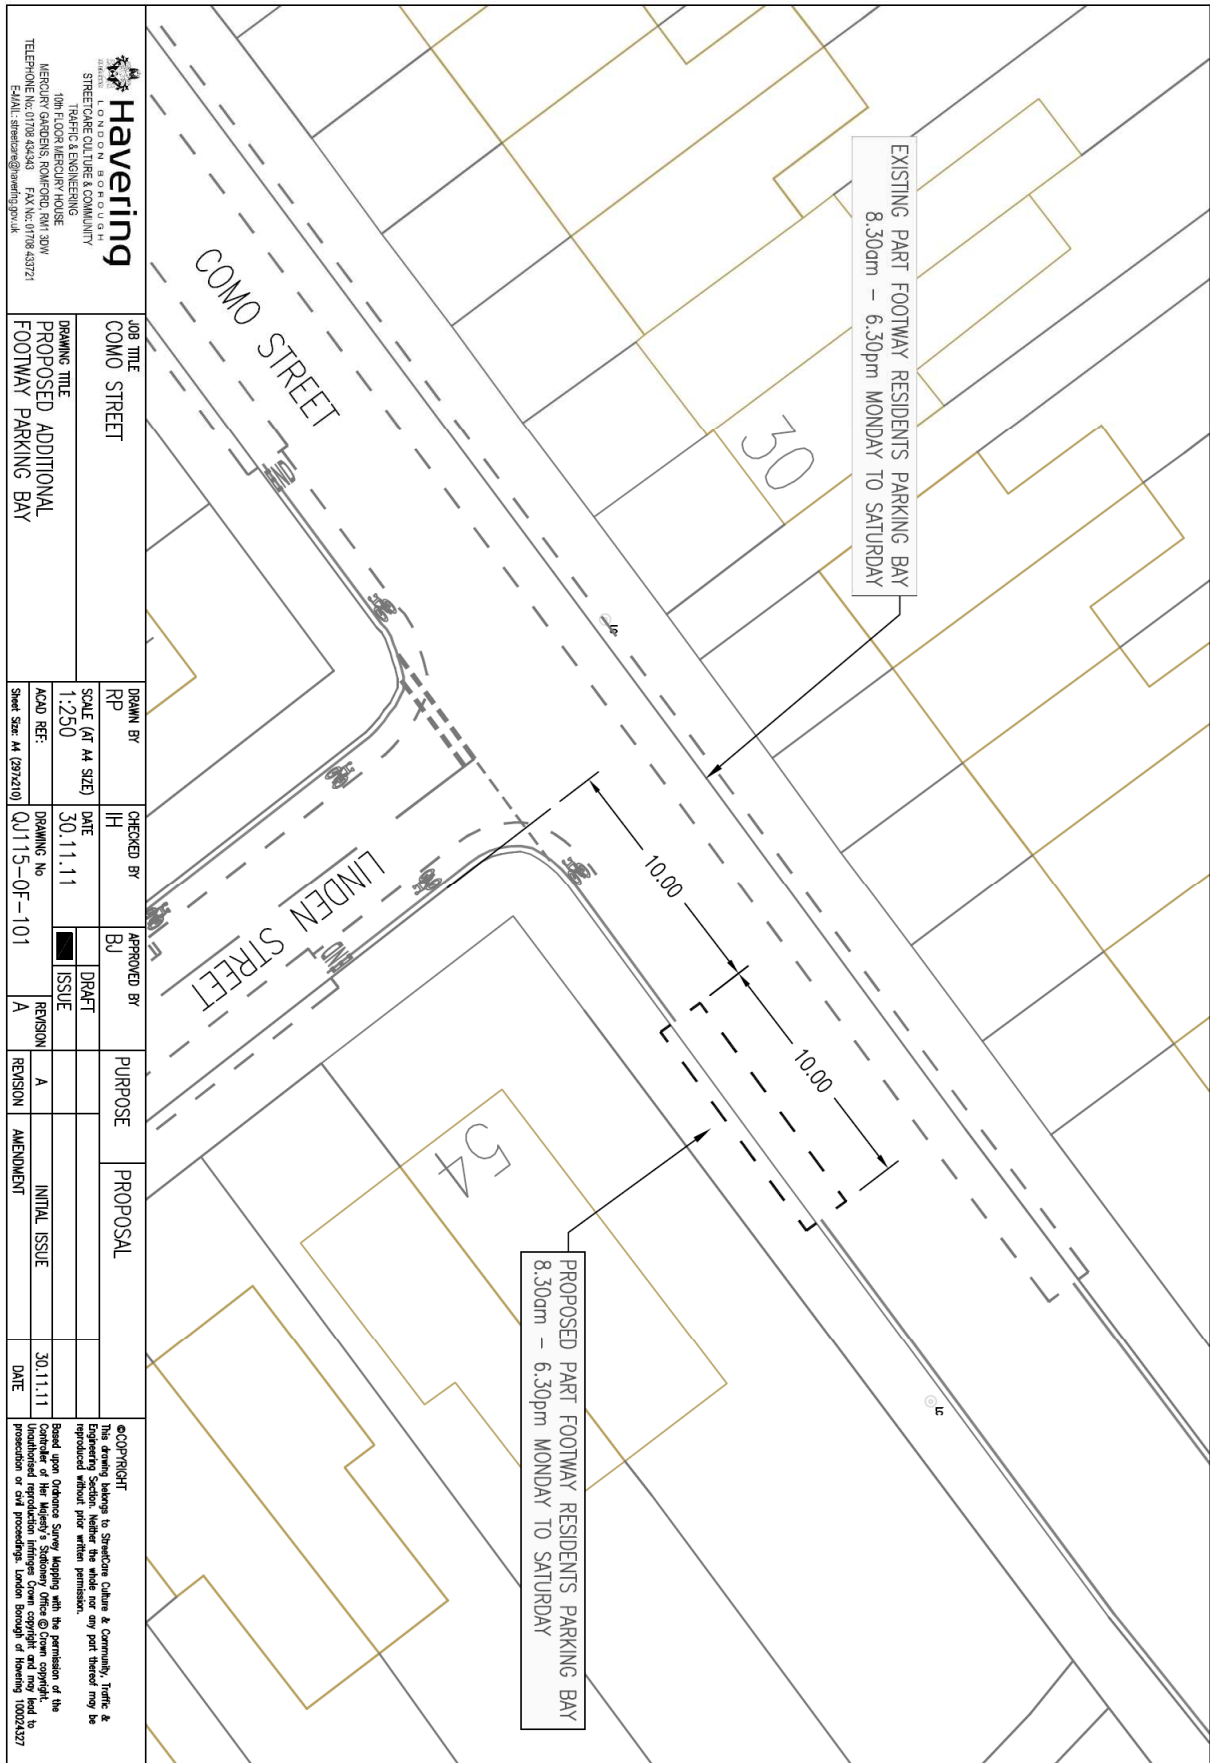 EXISTING PART FOOTWAY RESIDENTS PARKING BAY
8.30am - 6.30pm MONDAY TO SATURDAY
30
COMO STREET
LINDEN STREET
END
END
10.00
10.00
54
PROPOSED PART FOOTWAY RESIDENTS PARKING BAY
8.30am - 6.30pm MONDAY TO SATURDAY
Havering
LONDON BOROUGH
STREETCARE CULTURE & COMMUNITY
TRAFFIC & ENGINEERING
10th FLOOR MERCURY HOUSE
MERCURY GARDENS, ROMFORD, RM1 3DW
TELEPHONE No: 01708 434343 FAX No: 01708 433721
E-MAIL: streetcare@havering.gov.uk
JOB TITLE
COMO STREET
DRAWING TITLE
PROPOSED ADDITIONAL
FOOTWAY PARKING BAY
DRAWN BY
RP
CHECKED BY
IH
APPROVED BY
BJ
SCALE (AT A4 SIZE)
1:250
DATE
30.11.11
DRAFT
ISSUE
ACAD REF:
Sheet Size: A4 (297x210)
DRAWING No
QJ115-OF-101
REVISION
A
PURPOSE
PROPOSAL
A INITIAL ISSUE 30.11.11
REVISION AMENDMENT DATE
©COPYRIGHT
This drawing belongs to StreetCare Culture & Community, Traffic &
Engineering Section. Neither the whole nor any part thereof may be
reproduced without prior written permission.
Based upon Ordnance Survey Mapping with the permission of the
Controller of Her Majesty's Stationery Office © Crown copyright.
Unauthorised reproduction infringes Crown copyright and may lead to
prosecution or civil proceedings. London Borough of Havering 100024327